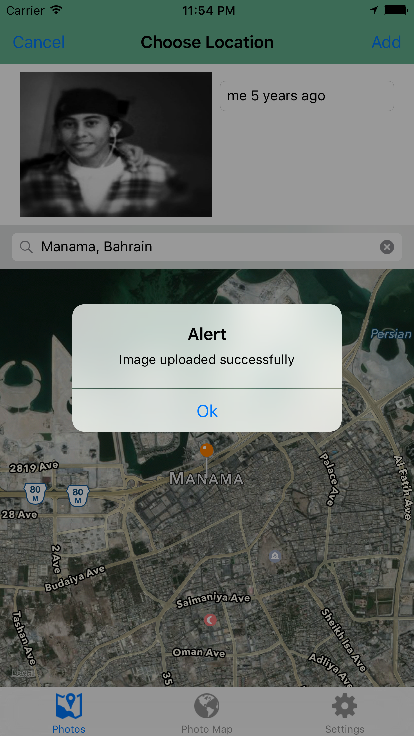 Carrier 11:54 PM
Cancel Choose Location Add
me 5 years ago
Manama, Bahrain
Persian
Alert
Image uploaded successfully
Ok
2819 Ave
MANAMA
Palace Ave
Al Fatih Ave
80
M
80
M
28 Ave
2 Ave
Budaiya Ave
Salmaniya Ave
Tashan Ave
Sheikh Isa Ave
Oman Ave
Adliya Ave
35
Legal
Photos Photo Map Settings